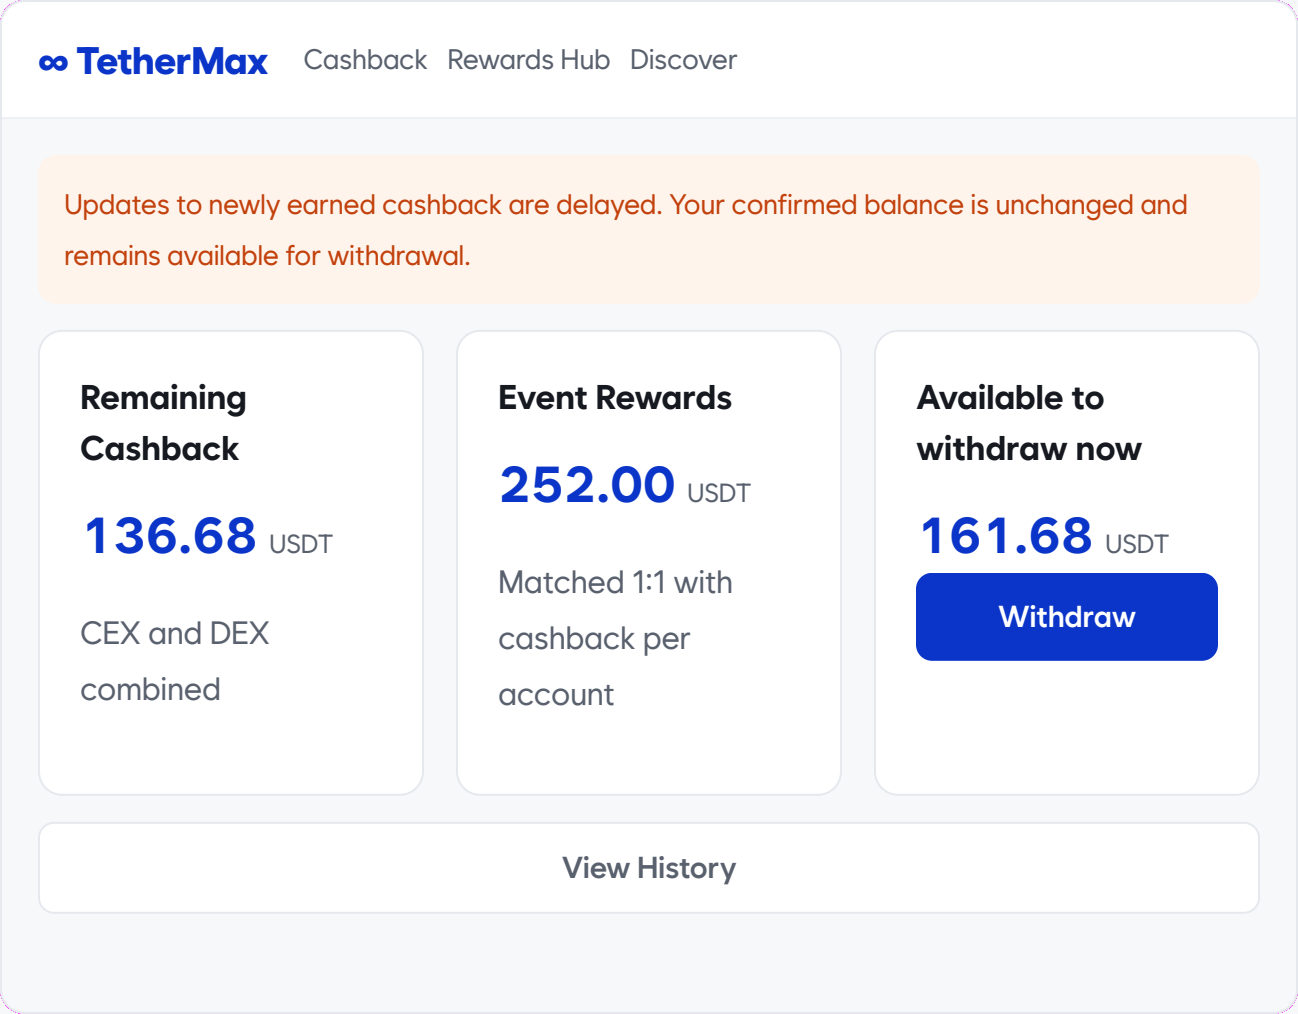 ∞ TetherMax Cashback Rewards Hub Discover
Updates to newly earned cashback are delayed. Your confirmed balance is unchanged and
remains available for withdrawal.
Remaining
Cashback
136.68 USDT
CEX and DEX
combined
Event Rewards
252.00 USDT
Matched 1:1 with
cashback per
account
Available to
withdraw now
161.68 USDT
Withdraw
View History